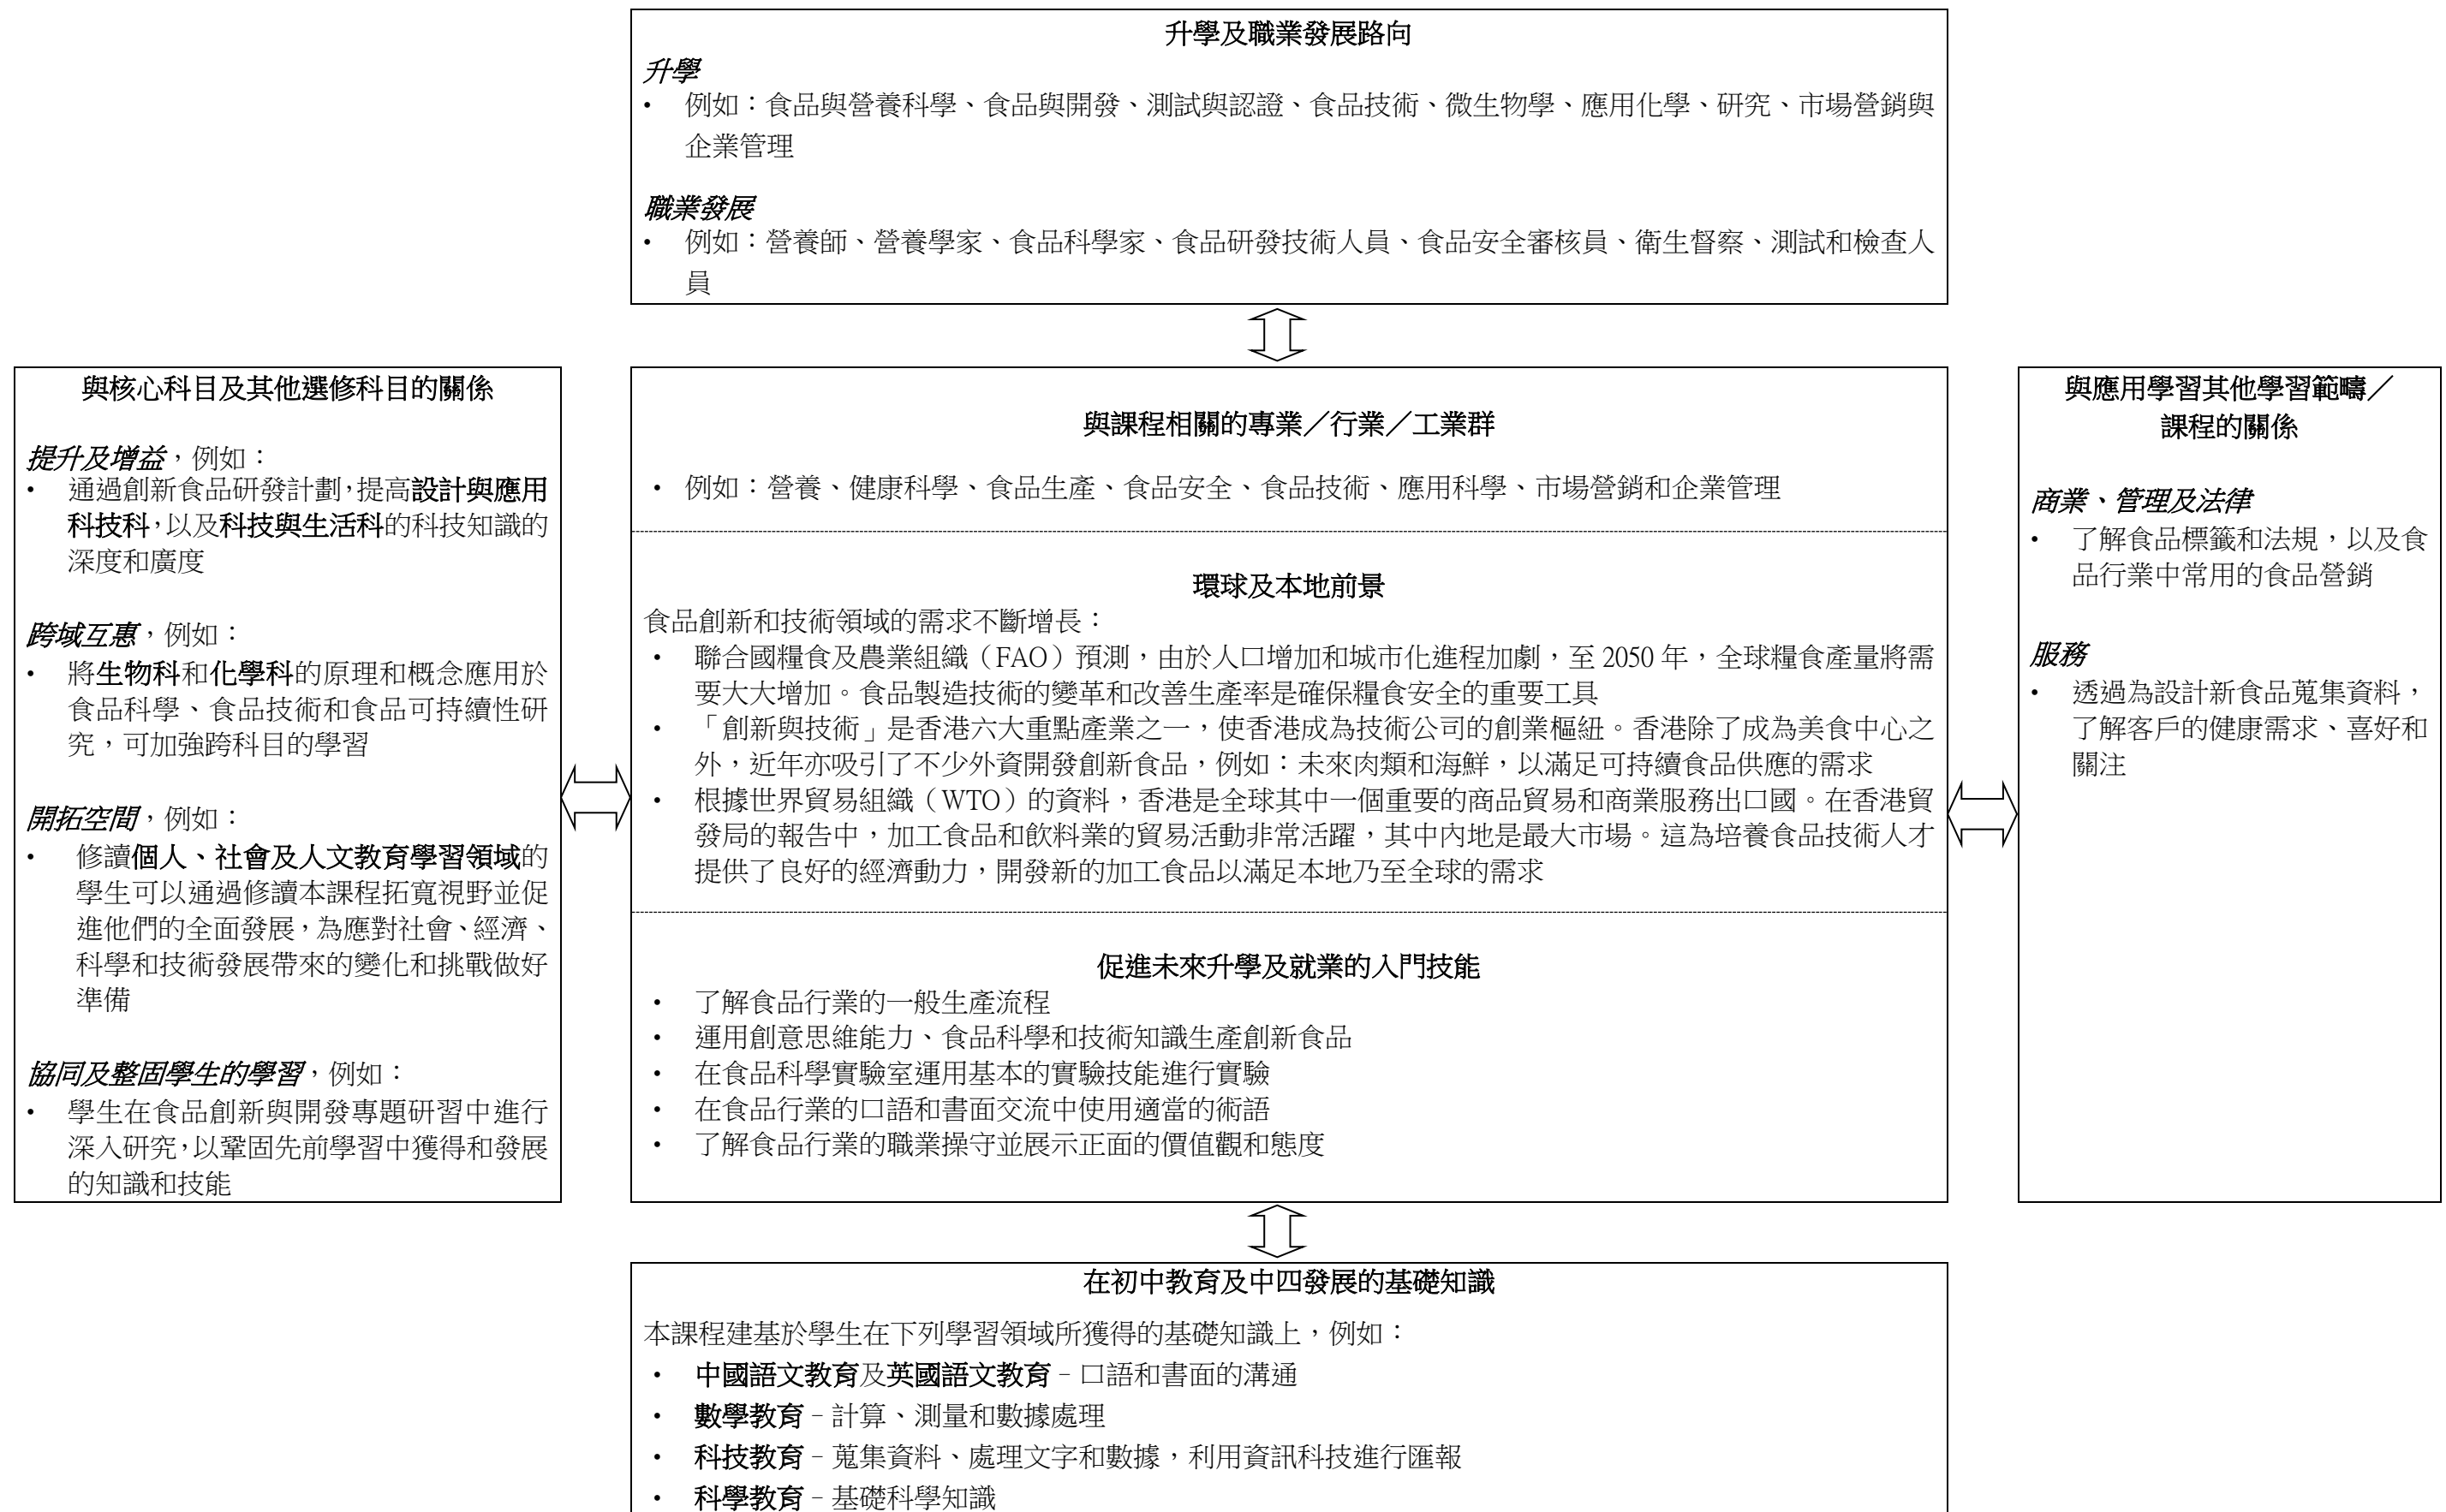 升學及職業發展路向
升學
• 例如：食品與營養科學、食品與開發、測試與認證、食品技術、微生物學、應用化學、研究、市場營銷與
企業管理
職業發展
• 例如：營養師、營養學家、食品科學家、食品研發技術人員、食品安全審核員、衞生督察、測試和檢查人
員
與核心科目及其他選修科目的關係
提升及增益，例如：
• 通過創新食品研發計劃，提高設計與應用
科技科，以及科技與生活科的科技知識的
深度和廣度
跨域互惠，例如：
• 將生物科和化學科的原理和概念應用於
食品科學、食品技術和食品可持續性研
究，可加強跨科目的學習
開拓空間，例如：
• 修讀個人、社會及人文教育學習領域的
學生可以通過修讀本課程拓寬視野並促
進他們的全面發展，為應對社會、經濟、
科學和技術發展帶來的變化和挑戰做好
準備
協同及整固學生的學習，例如：
• 學生在食品創新與開發專題研習中進行
深入研究，以鞏固先前學習中獲得和發展
的知識和技能
與課程相關的專業／行業／工業群
• 例如：營養、健康科學、食品生產、食品安全、食品技術、應用科學、市場營銷和企業管理
環球及本地前景
食品創新和技術領域的需求不斷增長：
• 聯合國糧食及農業組織（FAO）預測，由於人口增加和城市化進程加劇，至 2050 年，全球糧食產量將需
要大大增加。食品製造技術的變革和改善生產率是確保糧食安全的重要工具
• 「創新與技術」是香港六大重點產業之一，使香港成為技術公司的創業樞紐。香港除了成為美食中心之
外，近年亦吸引了不少外資開發創新食品，例如：未來肉類和海鮮，以滿足可持續食品供應的需求
• 根據世界貿易組織（WTO）的資料，香港是全球其中一個重要的商品貿易和商業服務出口國。在香港貿
發局的報告中，加工食品和飲料業的貿易活動非常活躍，其中內地是最大市場。這為培養食品技術人才
提供了良好的經濟動力，開發新的加工食品以滿足本地乃至全球的需求
促進未來升學及就業的入門技能
• 了解食品行業的一般生產流程
• 運用創意思維能力、食品科學和技術知識生產創新食品
• 在食品科學實驗室運用基本的實驗技能進行實驗
• 在食品行業的口語和書面交流中使用適當的術語
• 了解食品行業的職業操守並展示正面的價值觀和態度
與應用學習其他學習範疇／
課程的關係
商業、管理及法律
• 了解食品標籤和法規，以及食
品行業中常用的食品營銷
服務
• 透過為設計新食品蒐集資料，
了解客戶的健康需求、喜好和
關注
在初中教育及中四發展的基礎知識
本課程建基於學生在下列學習領域所獲得的基礎知識上，例如：
• 中國語文教育及英國語文教育 – 口語和書面的溝通
• 數學教育 – 計算、測量和數據處理
• 科技教育 – 蒐集資料、處理文字和數據，利用資訊科技進行匯報
• 科學教育 – 基礎科學知識